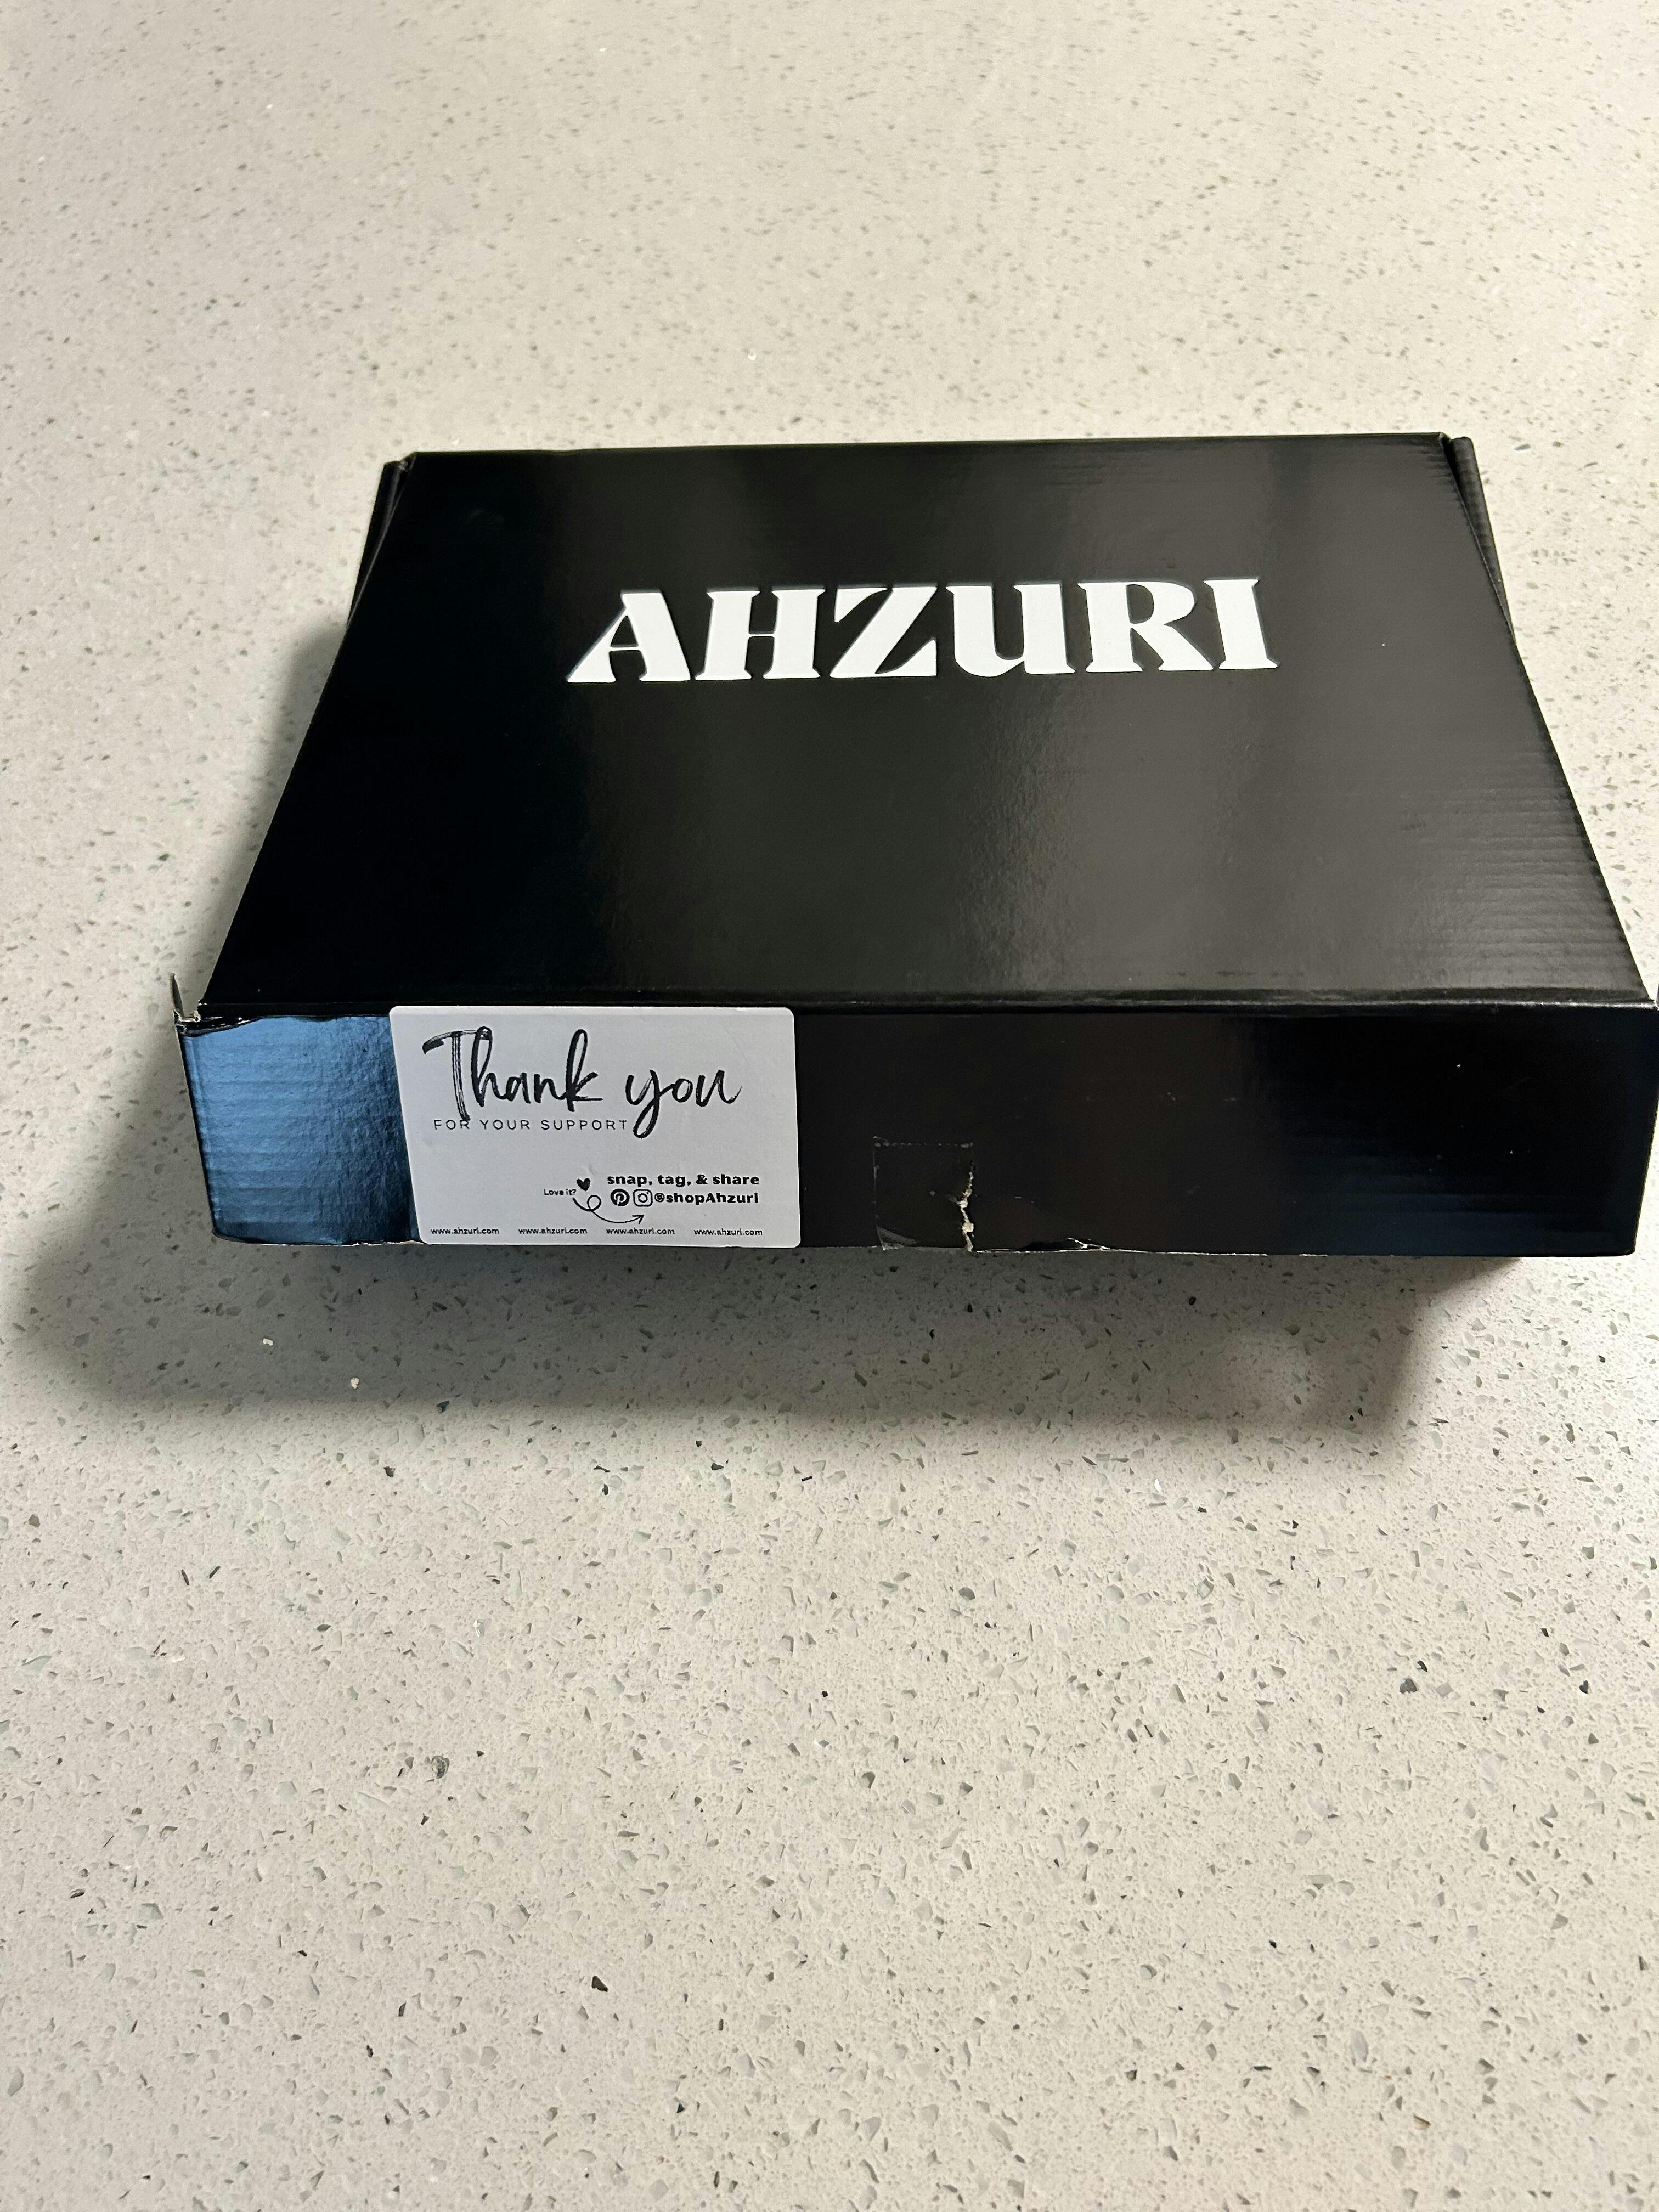 AHZURI
Thank you
FOR YOUR SUPPORT
snap, tag, & share
Love it?
@shopAhzuri
www.ahzuri.com www.ahzuri.com www.ahzuri.com www.ahzuri.com